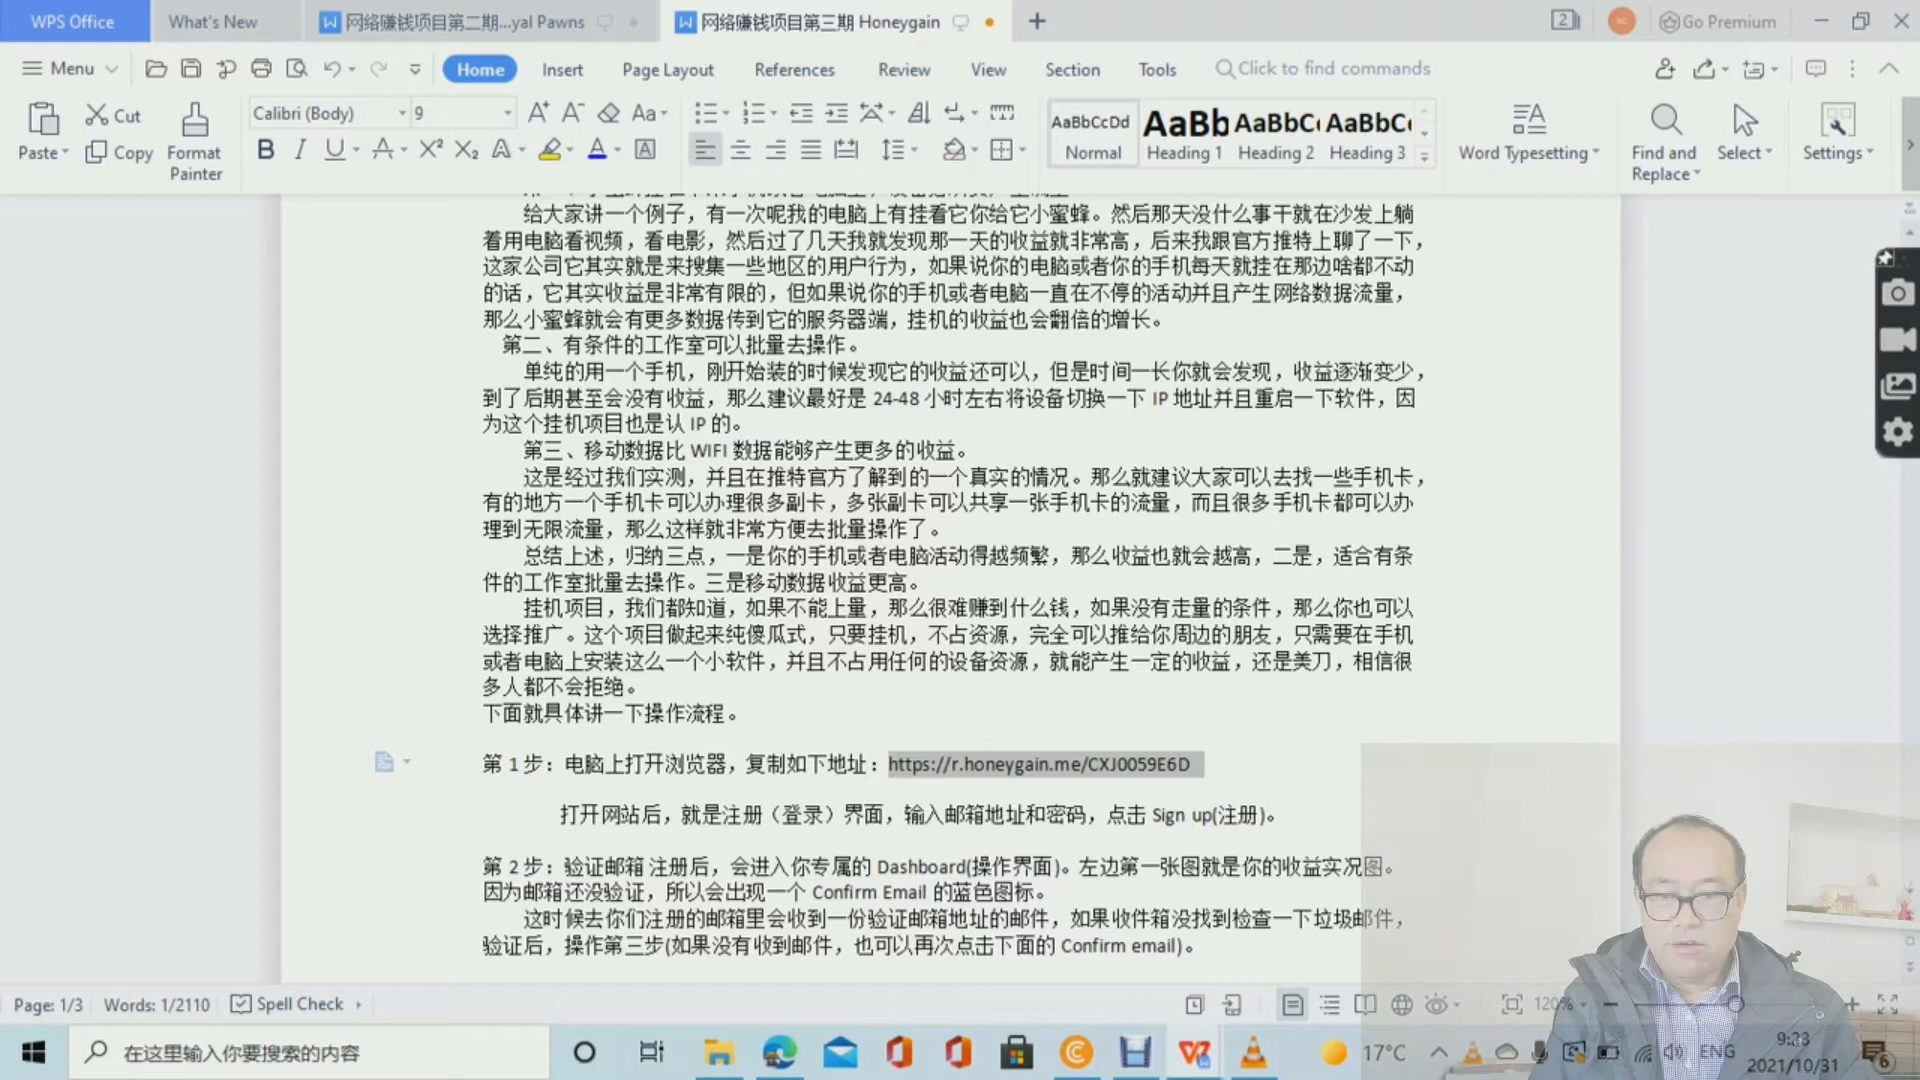 WPS Office
What's New
网络赚钱项目第二期...yal Pawns
网络赚钱项目第三期 Honeygain
Go Premium
Menu
Home
Insert
Page Layout
References
Review
View
Section
Tools
Click to find commands
Paste
Cut
Copy
Format
Painter
Calibri (Body)
9
AaBbCcDd
Normal
AaBb
Heading 1
AaBbC
Heading 2
AaBbC
Heading 3
Word Typesetting
Find and
Replace
Select
Settings
给大家讲一个例子，有一次呢我的电脑上有挂着它你给它小蜜蜂。然后那天没什么事干就在沙发上躺
着用电脑看视频，看电影，然后过了几天我就发现那一天的收益就非常高，后来我跟官方推特上聊了一下，
这家公司它其实就是来搜集一些地区的用户行为，如果说你的电脑或者你的手机每天就挂在那边啥都不动
的话，它其实收益是非常有限的，但如果说你的手机或者电脑一直在不停的活动并且产生网络数据流量，
那么小蜜蜂就会有更多数据传到它的服务器端，挂机的收益也会翻倍的增长。
第二、有条件的工作室可以批量去操作。
单纯的用一个手机，刚开始装的时候发现它的收益还可以，但是时间一长你就会发现，收益逐渐变少，
到了后期甚至会没有收益，那么建议最好是 24-48 小时左右将设备切换一下 IP 地址并且重启一下软件，因
为这个挂机项目也是认 IP 的。
第三、移动数据比 WIFI 数据能够产生更多的收益。
这是经过我们实测，并且在推特官方了解到的一个真实的情况。那么就建议大家可以去找一些手机卡，
有的地方一个手机卡可以办理很多副卡，多张副卡可以共享一张手机卡的流量，而且很多手机卡都可以办
理到无限流量，那么这样就非常方便去批量操作了。
总结上述，归纳三点，一是你的手机或者电脑活动得越频繁，那么收益也就会越高，二是，适合有条
件的工作室批量去操作。三是移动数据收益更高。
挂机项目，我们都知道，如果不能上量，那么很难赚到什么钱，如果没有走量的条件，那么你也可以
选择推广。这个项目做起来纯傻瓜式，只要挂机，不占资源，完全可以推给你周边的朋友，只需要在手机
或者电脑上安装这么一个小软件，并且不占用任何的设备资源，就能产生一定的收益，还是美刀，相信很
多人都不会拒绝。
下面就具体讲一下操作流程。
第 1 步：电脑上打开浏览器，复制如下地址：https://r.honeygain.me/CXJ0059E6D
打开网站后，就是注册（登录）界面，输入邮箱地址和密码，点击 Sign up(注册)。
第 2 步：验证邮箱 注册后，会进入你专属的 Dashboard(操作界面)。左边第一张图就是你的收益实况图。
因为邮箱还没验证，所以会出现一个 Confirm Email 的蓝色图标。
这时候去你们注册的邮箱里会收到一份验证邮箱地址的邮件，如果收件箱没找到检查一下垃圾邮件，
验证后，操作第三步(如果没有收到邮件，也可以再次点击下面的 Confirm email)。
Page: 1/3
Words: 1/2110
Spell Check
120%
在这里输入你要搜索的内容
17°C
ENG
9:33
2021/10/31
6